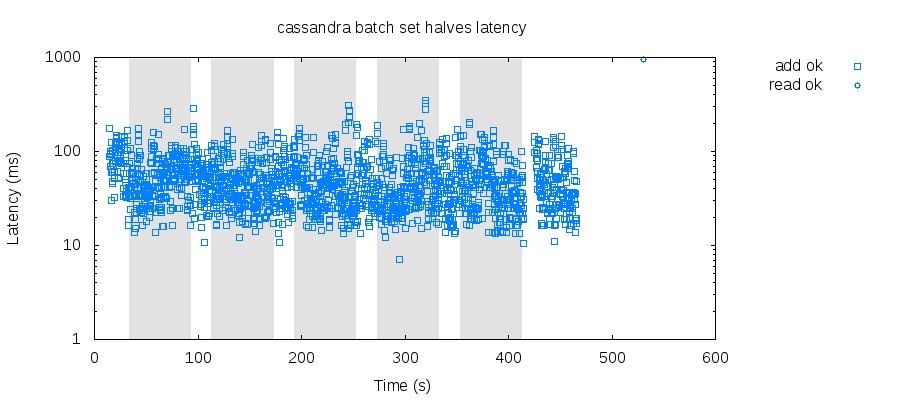 cassandra batch set halves latency
add ok
read ok
Latency (ms)
1000
100
10
1
0 100 200 300 400 500 600
Time (s)